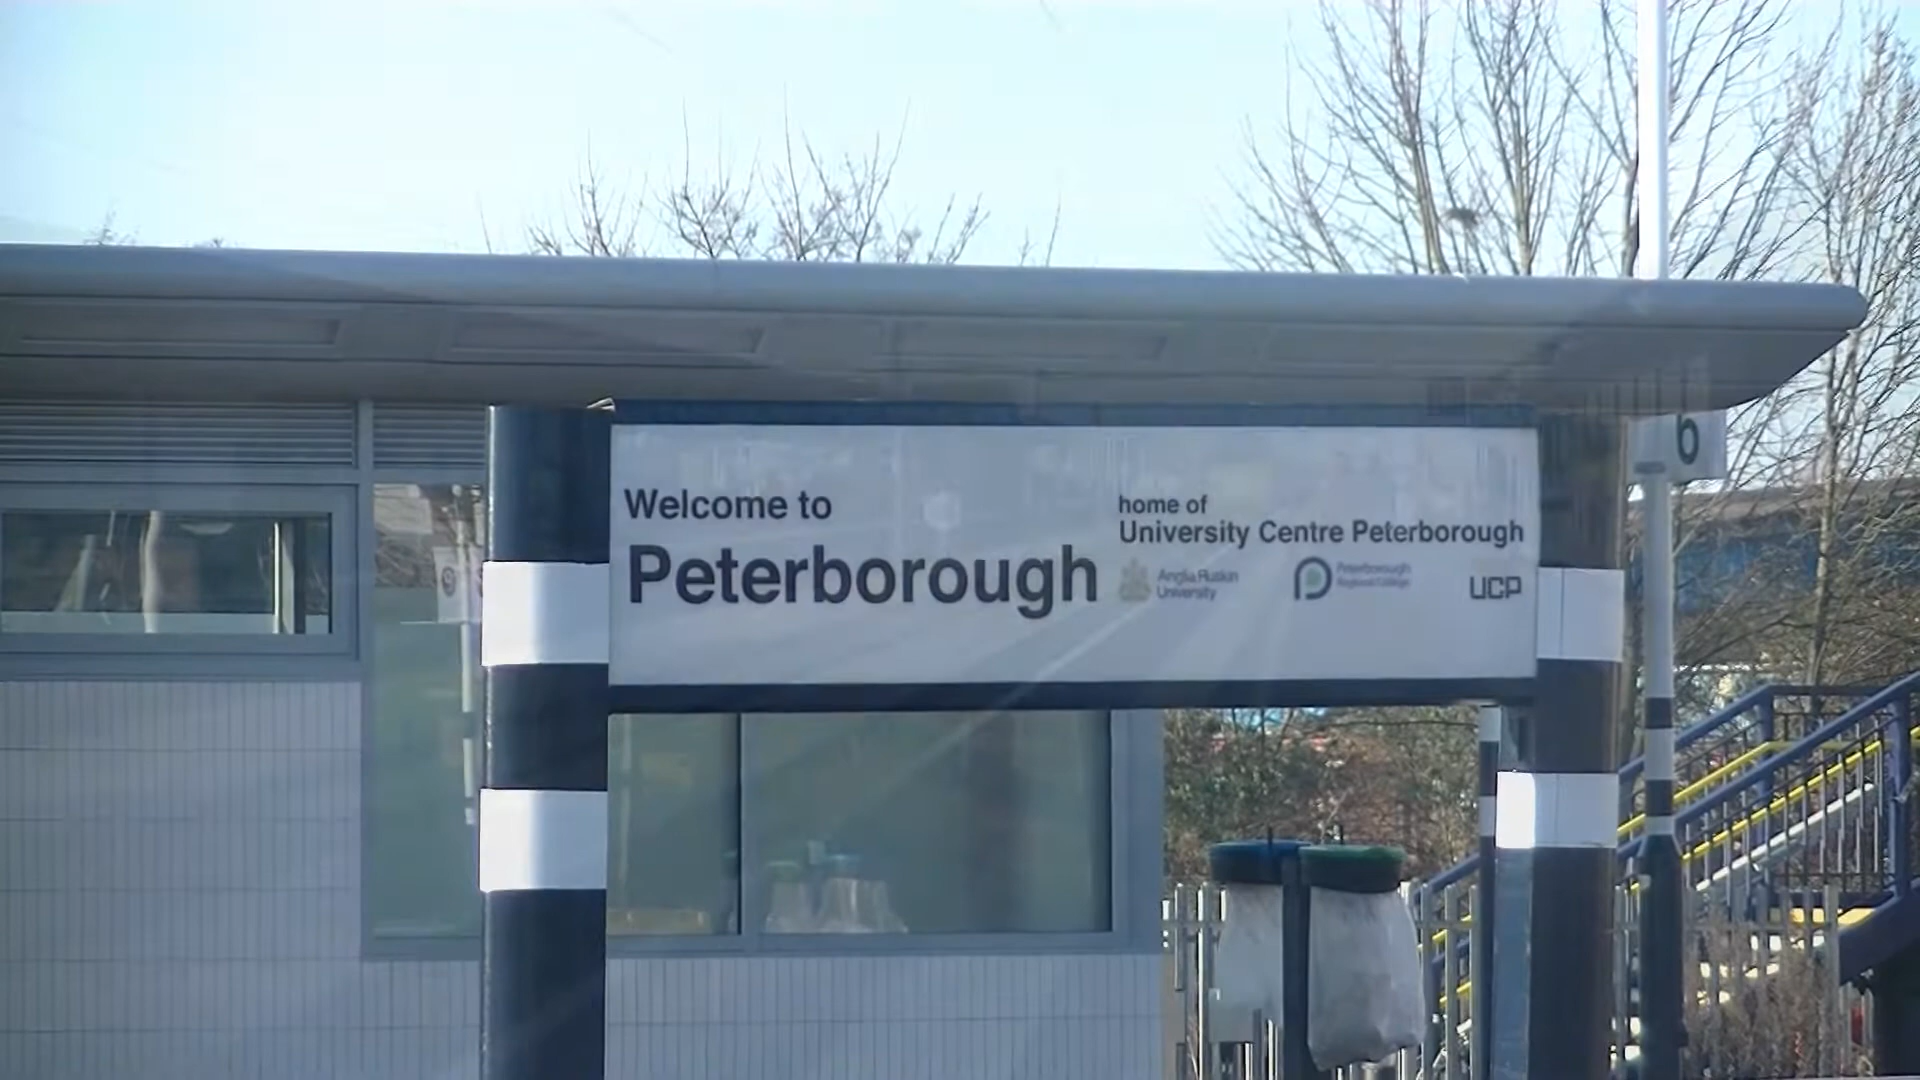 Welcome to
Peterborough
home of
University Centre Peterborough
Anglia Ruskin
University
Peterborough
Regional College
UCP
6